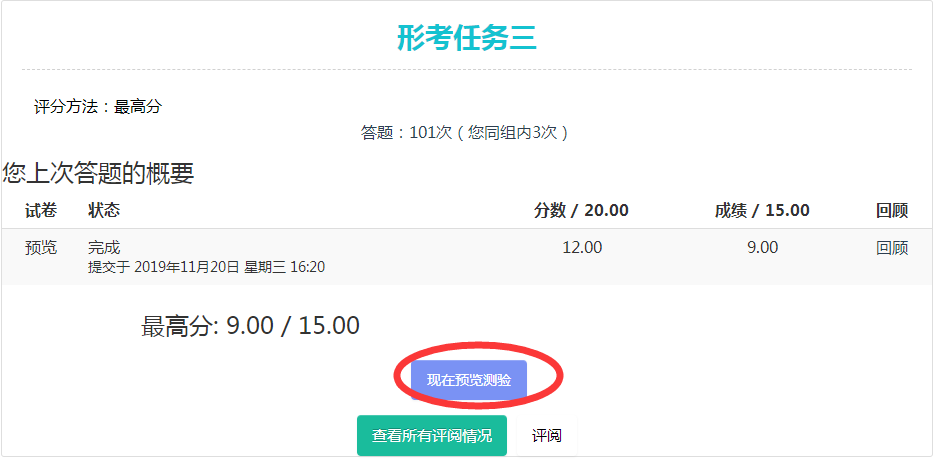 形考任务三
评分方法：最高分
答题：101次（您同组内3次）
您上次答题的概要
试卷 状态 分数 / 20.00 成绩 / 15.00 回顾
预览 完成 12.00 9.00 回顾
提交于 2019年11月20日 星期三 16:20
最高分: 9.00 / 15.00
现在预览测验
查看所有评阅情况 评阅